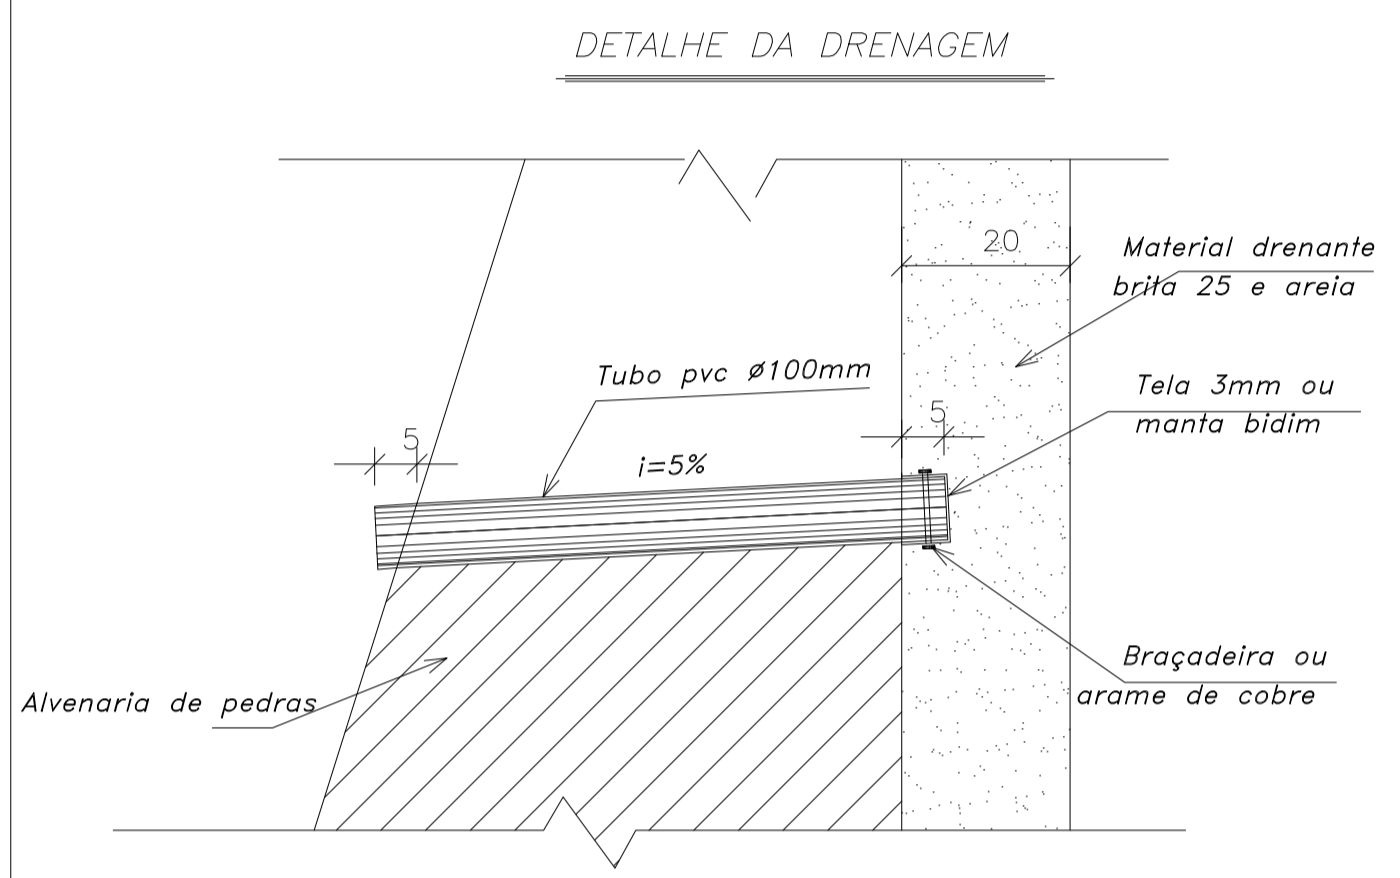 DETALHE DA DRENAGEM
20
Material drenante
brita 25 e areia
Tubo pvc ø100mm
Tela 3mm ou
manta bidim
5
5
i=5%
Braçadeira ou
arame de cobre
Alvenaria de pedras